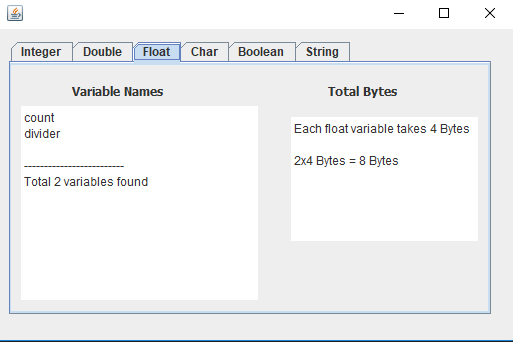 Integer Double Float Char Boolean String
Variable Names
count
divider
-------------------------
Total 2 variables found
Total Bytes
Each float variable takes 4 Bytes
2x4 Bytes = 8 Bytes